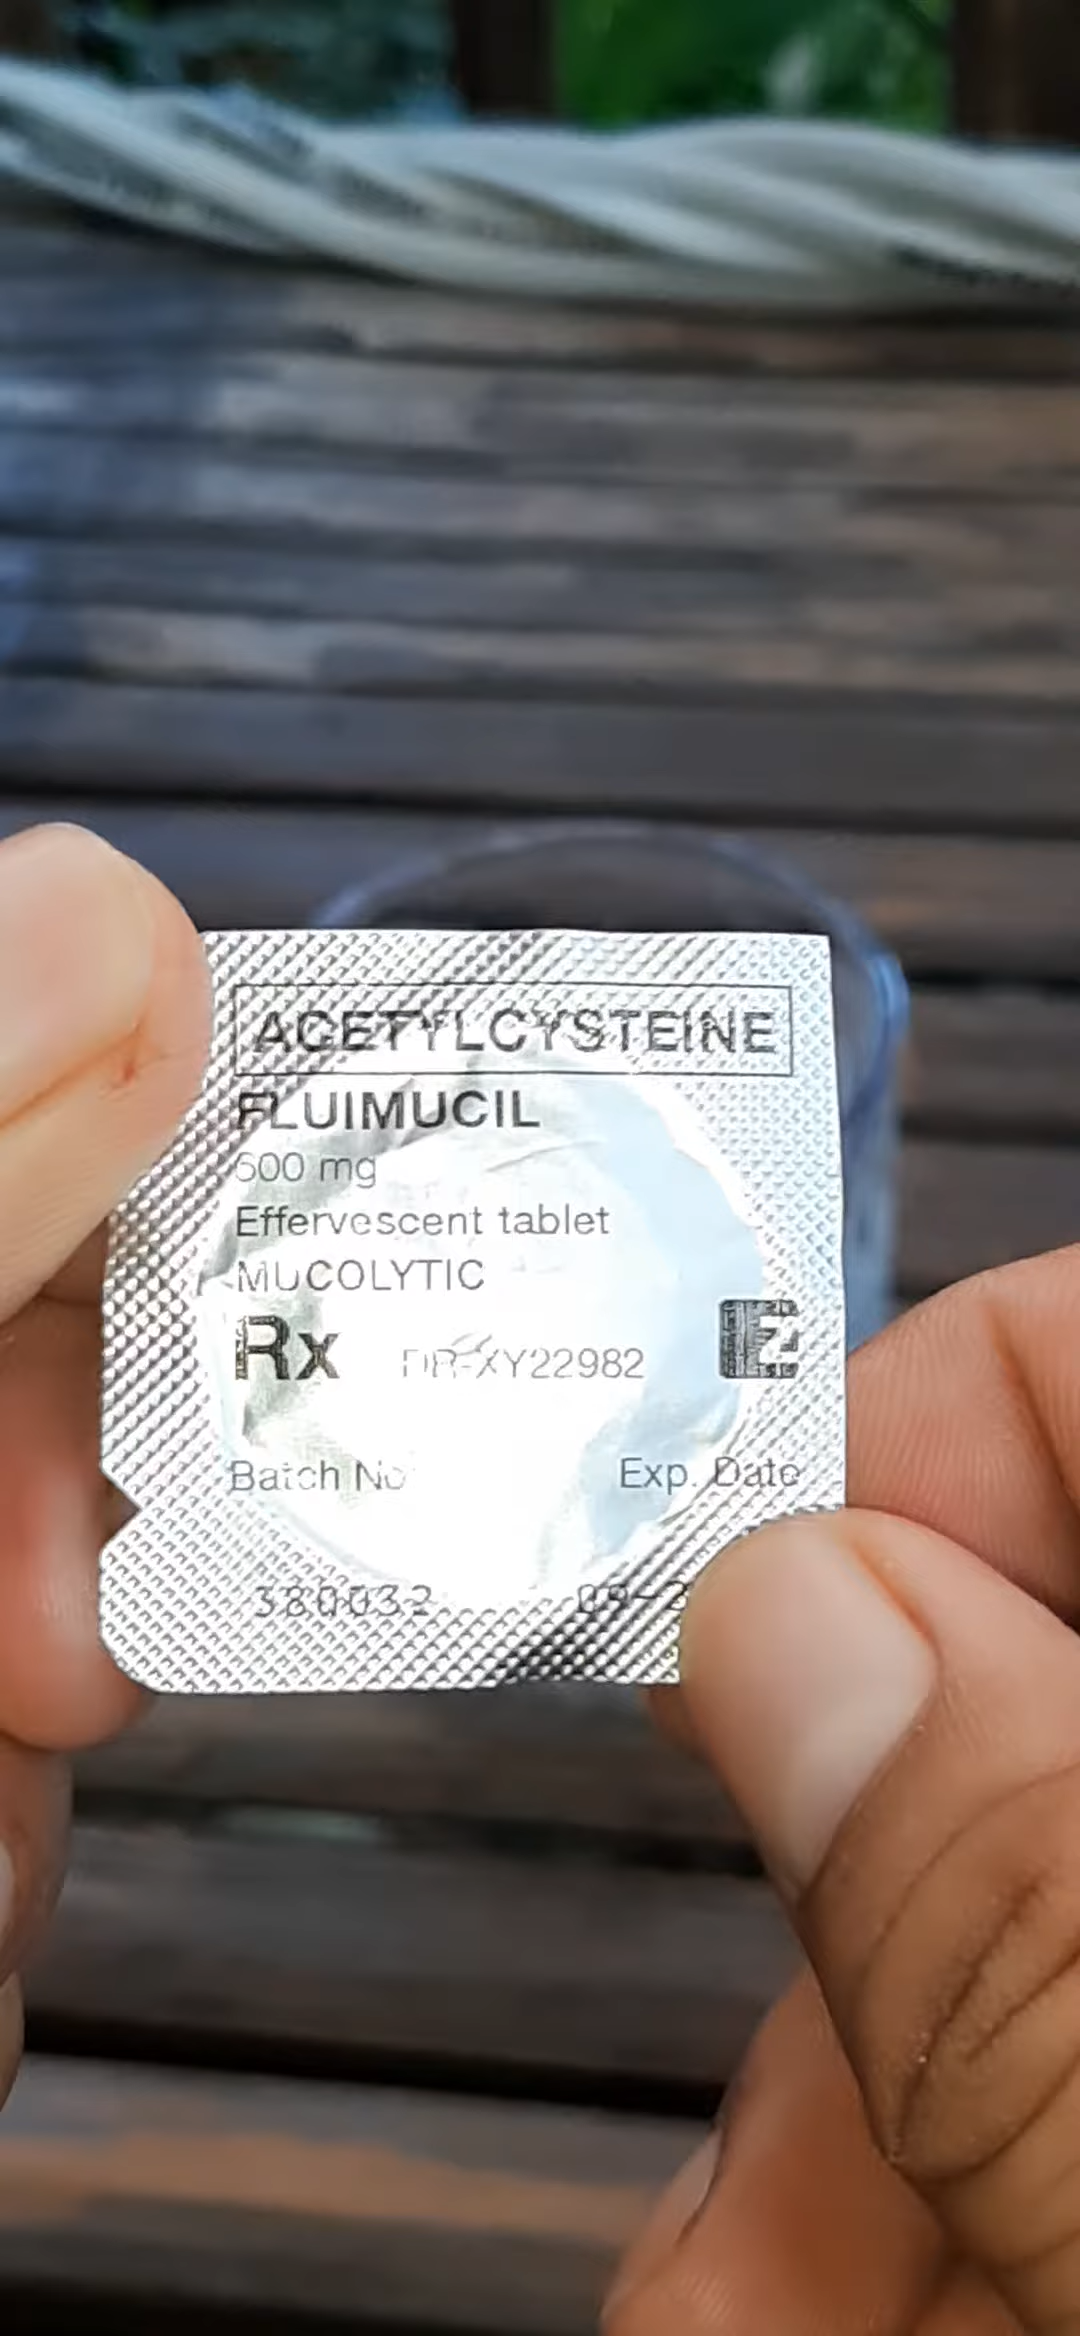 ACETYLCYSTEINE
FLUIMUCIL
600 mg
Effervescent tablet
MUCOLYTIC
Rx DR-XY22982 Z
Batch No Exp. Date
380032